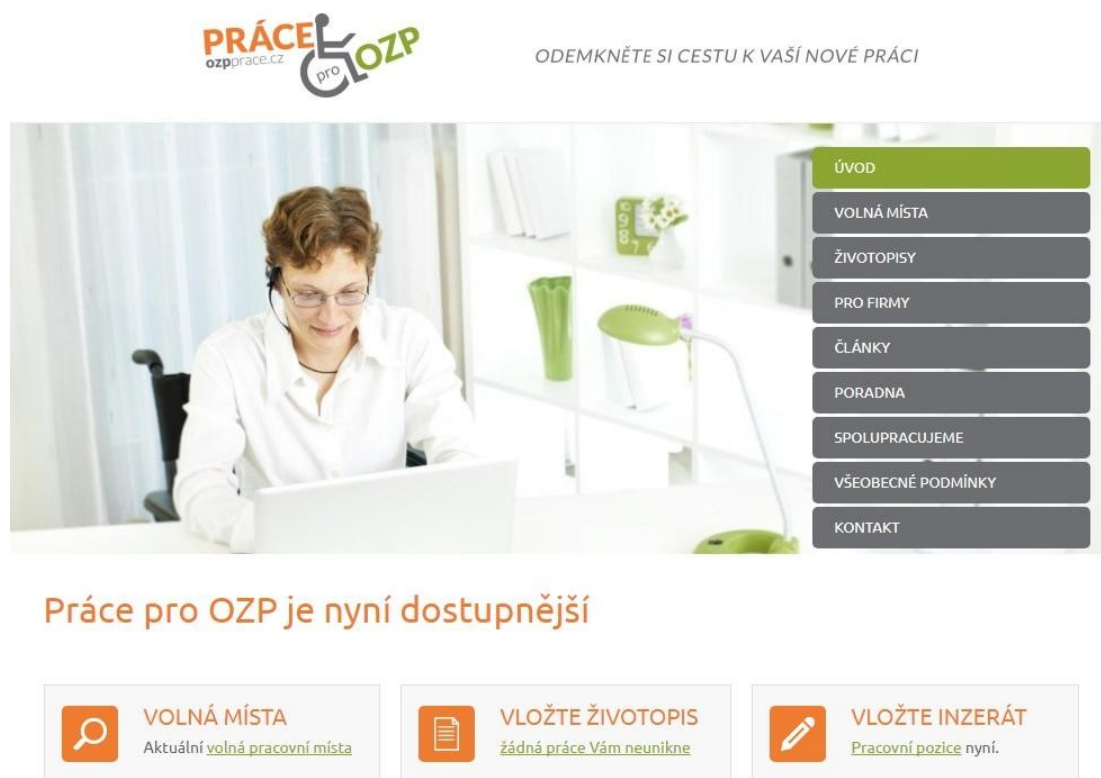 PRÁCE
ozpprace.cz
pro
OZP
ODEMKNĚTE SI CESTU K VAŠÍ NOVÉ PRÁCI
ÚVOD
VOLNÁ MÍSTA
ŽIVOTOPISY
PRO FIRMY
ČLÁNKY
PORADNA
SPOLUPRACUJEME
VŠEOBECNÉ PODMÍNKY
KONTAKT
Práce pro OZP je nyní dostupnější
VOLNÁ MÍSTA
Aktuální volná pracovní místa
VLOŽTE ŽIVOTOPIS
žádná práce Vám neunikne
VLOŽTE INZERÁT
Pracovní pozice nyní.